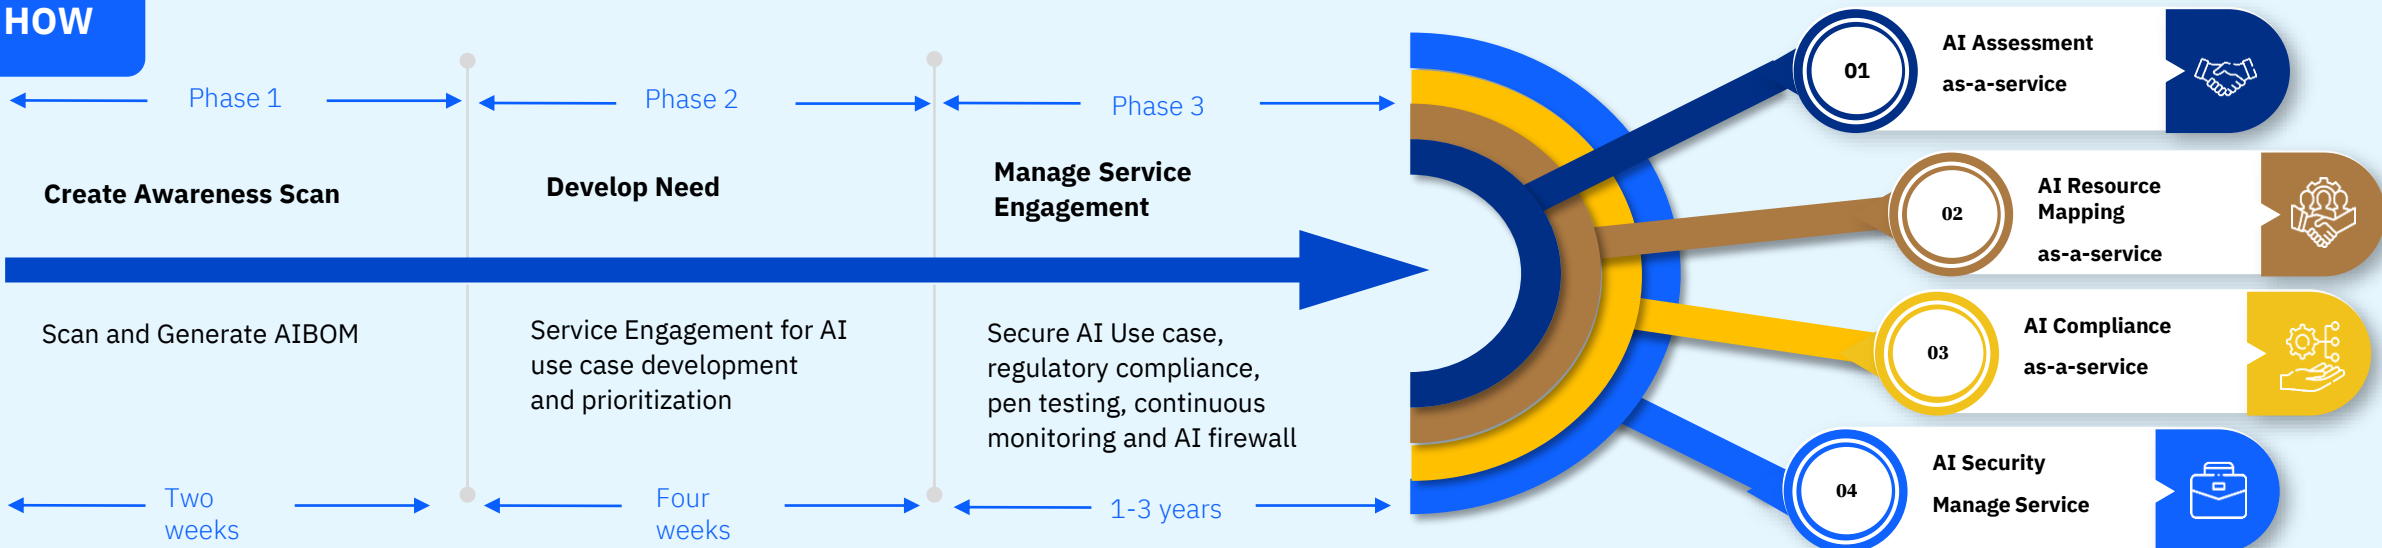 HOW
Phase 1
Phase 2
Phase 3
Create Awareness Scan
Develop Need
Manage Service
Engagement
Scan and Generate AIBOM
Service Engagement for AI
use case development
and prioritization
Secure AI Use case,
regulatory compliance,
pen testing, continuous
monitoring and AI firewall
Two
weeks
Four
weeks
1-3 years
01
AI Assessment
as-a-service
02
AI Resource
Mapping
as-a-service
03
AI Compliance
as-a-service
04
AI Security
Manage Service